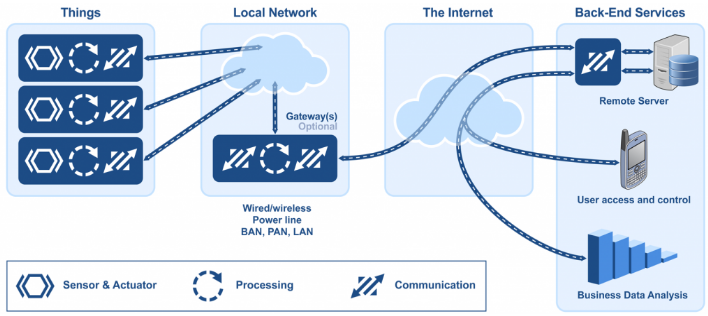 Things
Local Network
The Internet
Back-End Services
Gateway(s)
Optional
Wired/wireless
Power line
BAN, PAN, LAN
Remote Server
User access and control
Business Data Analysis
Sensor & Actuator
Processing
Communication